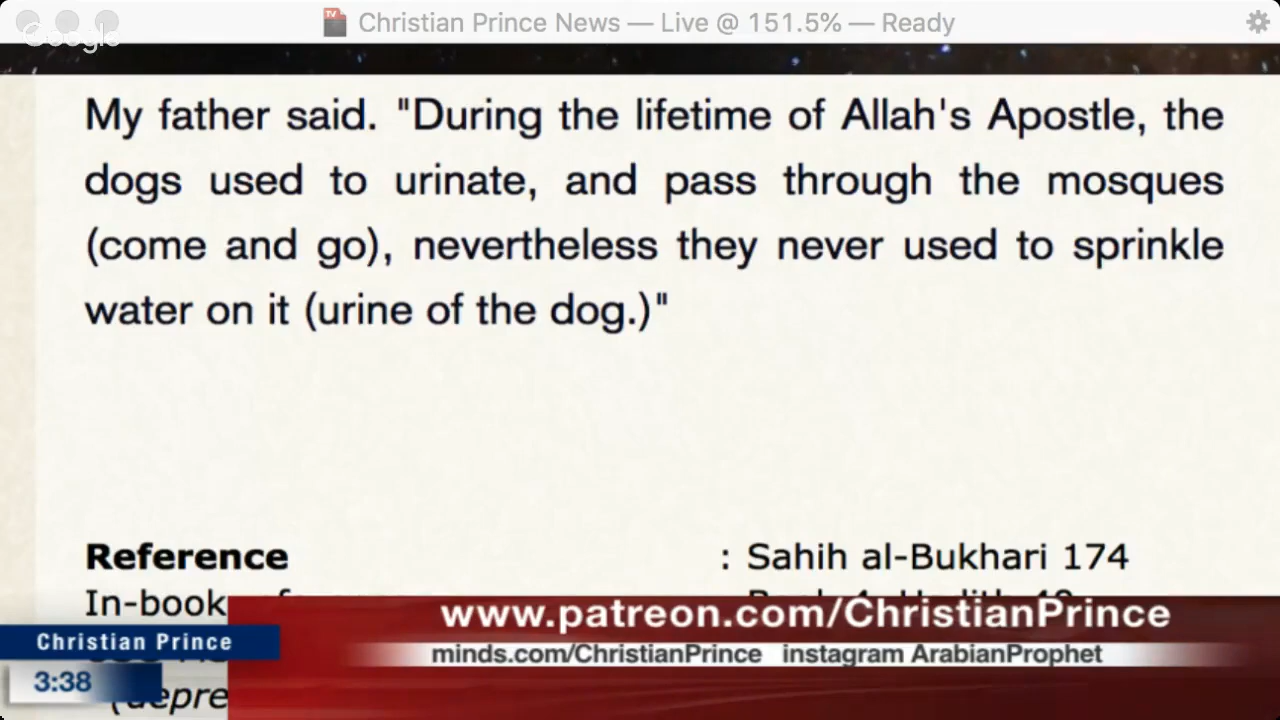 Christian Prince News — Live @ 151.5% — Ready
Google
My father said. "During the lifetime of Allah's Apostle, the
dogs used to urinate, and pass through the mosques
(come and go), nevertheless they never used to sprinkle
water on it (urine of the dog.)"
Reference : Sahih al-Bukhari 174
In-book
www.patreon.com/ChristianPrince
Christian Prince
minds.com/ChristianPrince instagram ArabianProphet
3:38